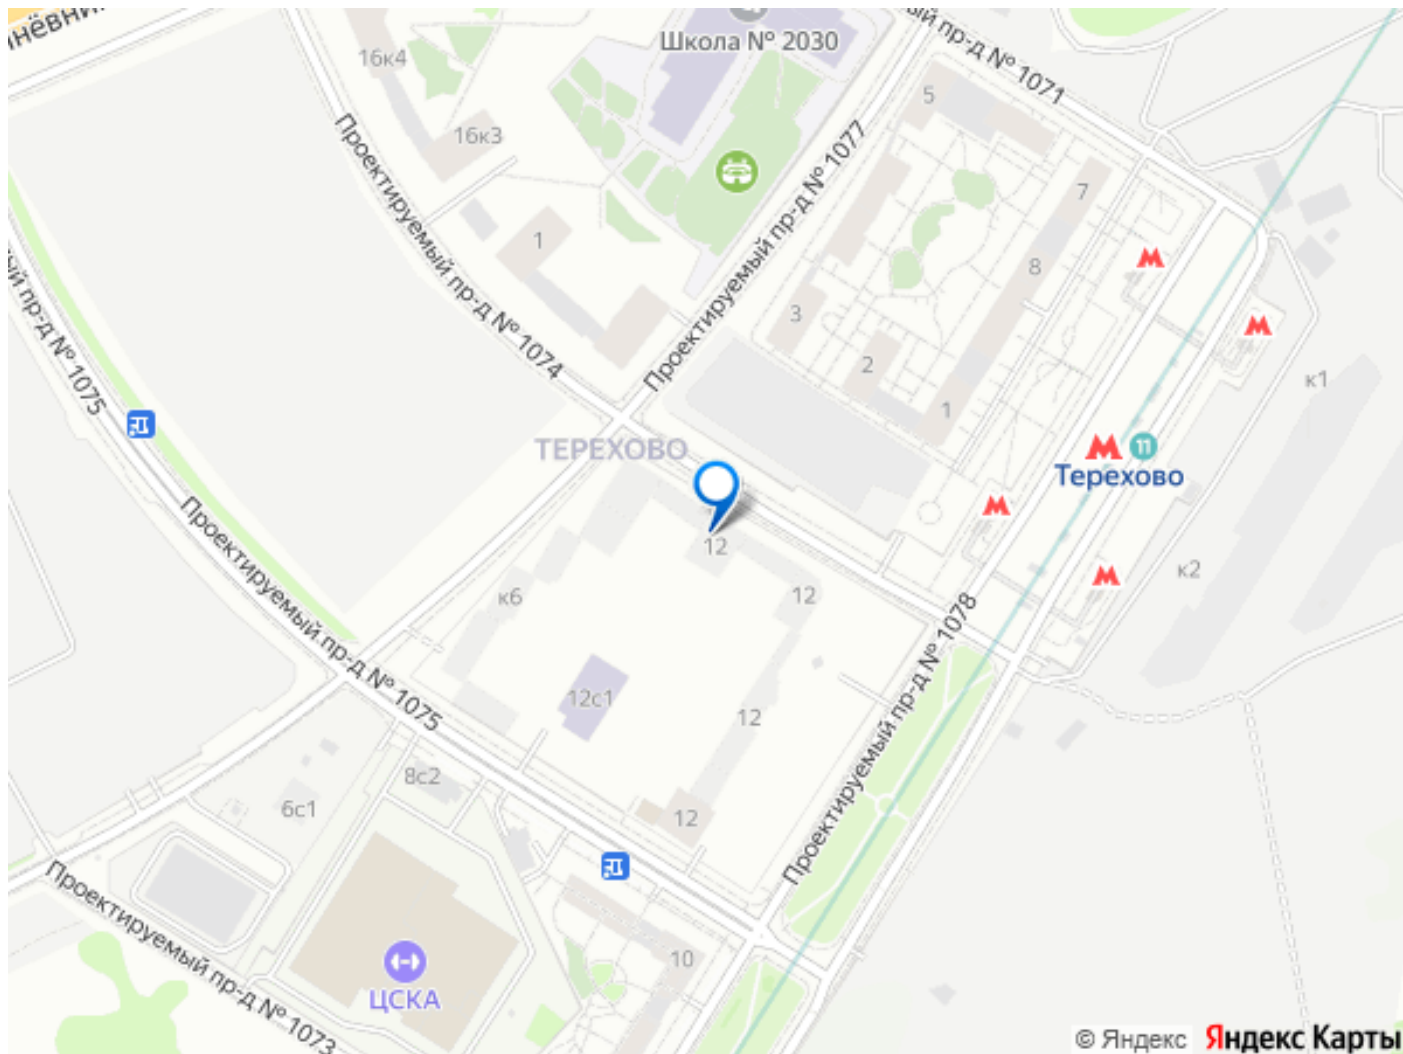 Школа № 2030
16к4
пр-д № 1071
5
16к3
Проектируемый пр-д № 1077
7
Проектируемый пр-д № 1074
1
8
3
2
1
к1
пр-д № 1075
ТЕРЕХОВО
11
Терехово
12
к2
12
к6
Проектируемый пр-д № 1075
12с1
12
Проектируемый пр-д № 1078
8с2
6с1
12
Проектируемый пр-д № 1073
10
ЦСКА
© Яндекс Яндекс Карты